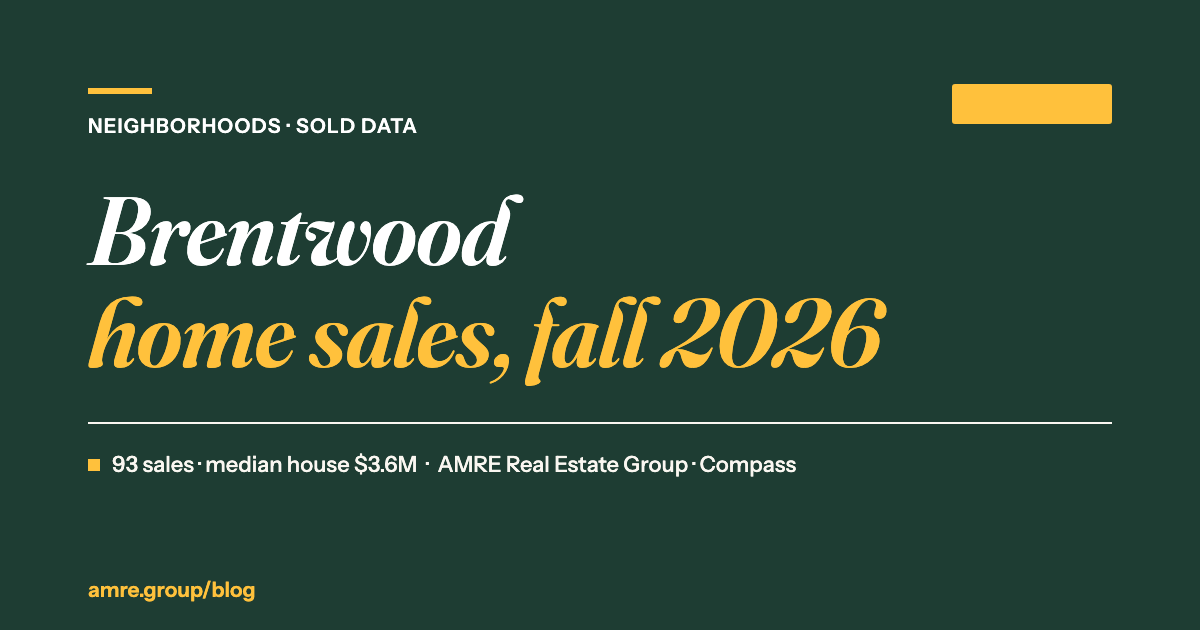 NEIGHBORHOODS · SOLD DATA
Brentwood
home sales, fall 2026
93 sales · median house $3.6M · AMRE Real Estate Group · Compass
amre.group/blog